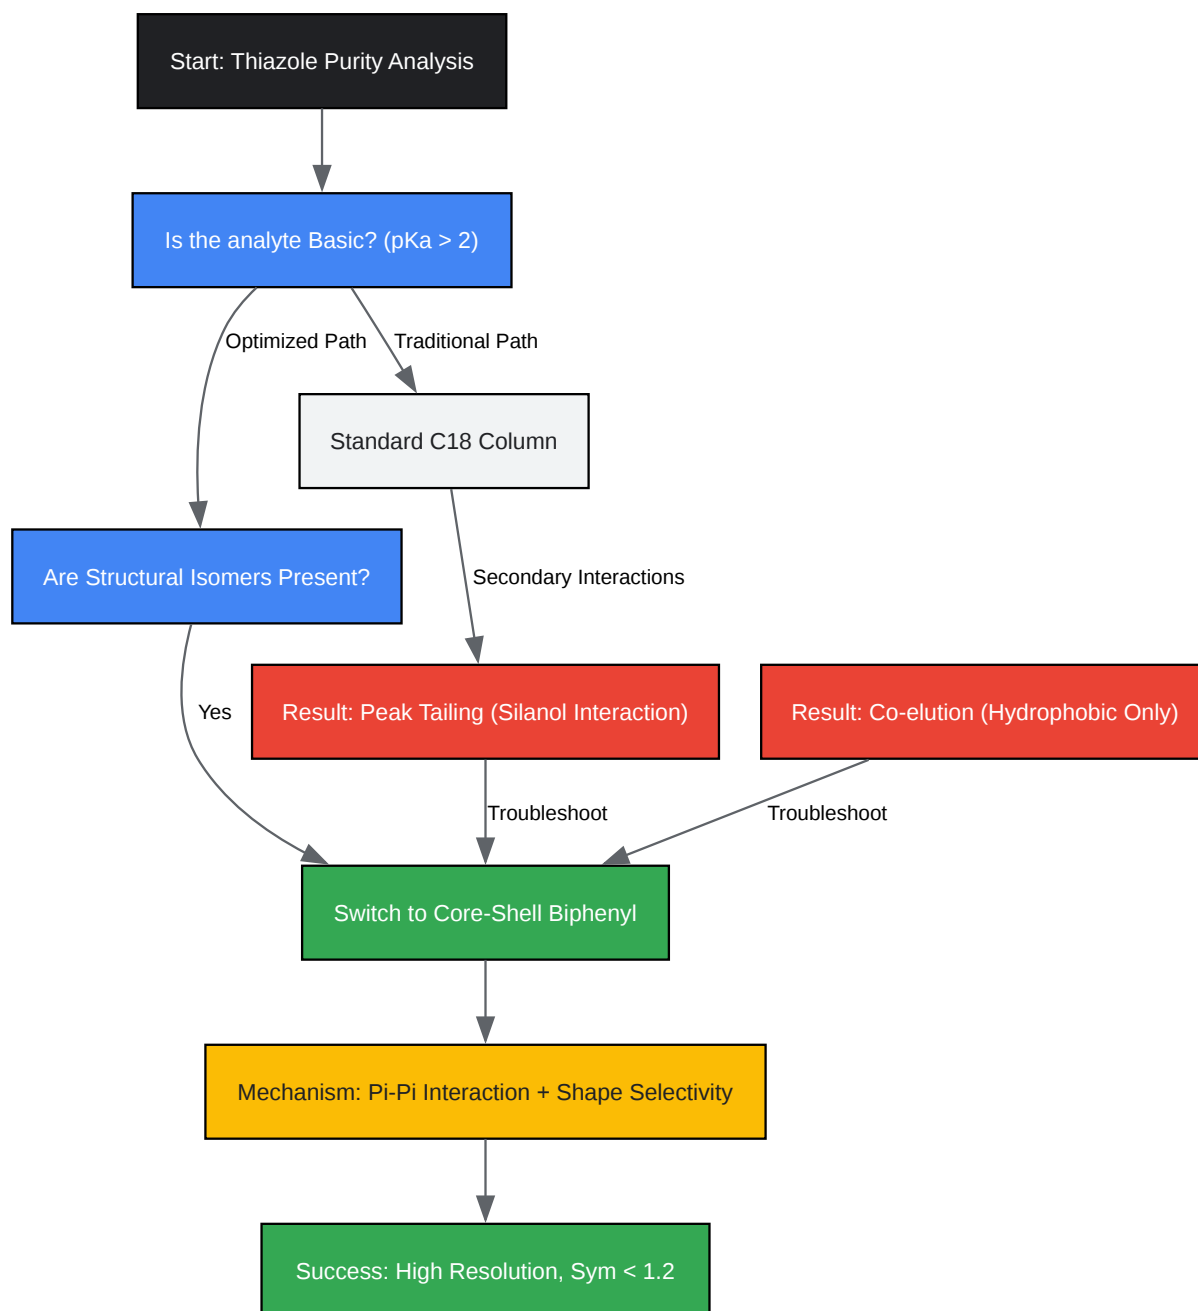 Start: Thiazole Purity Analysis
Is the analyte Basic? (pKa > 2)
Optimized Path
Traditional Path
Standard C18 Column
Are Structural Isomers Present?
Secondary Interactions
Yes
Result: Peak Tailing (Silanol Interaction)
Result: Co-elution (Hydrophobic Only)
Troubleshoot
Troubleshoot
Switch to Core-Shell Biphenyl
Mechanism: Pi-Pi Interaction + Shape Selectivity
Success: High Resolution, Sym < 1.2